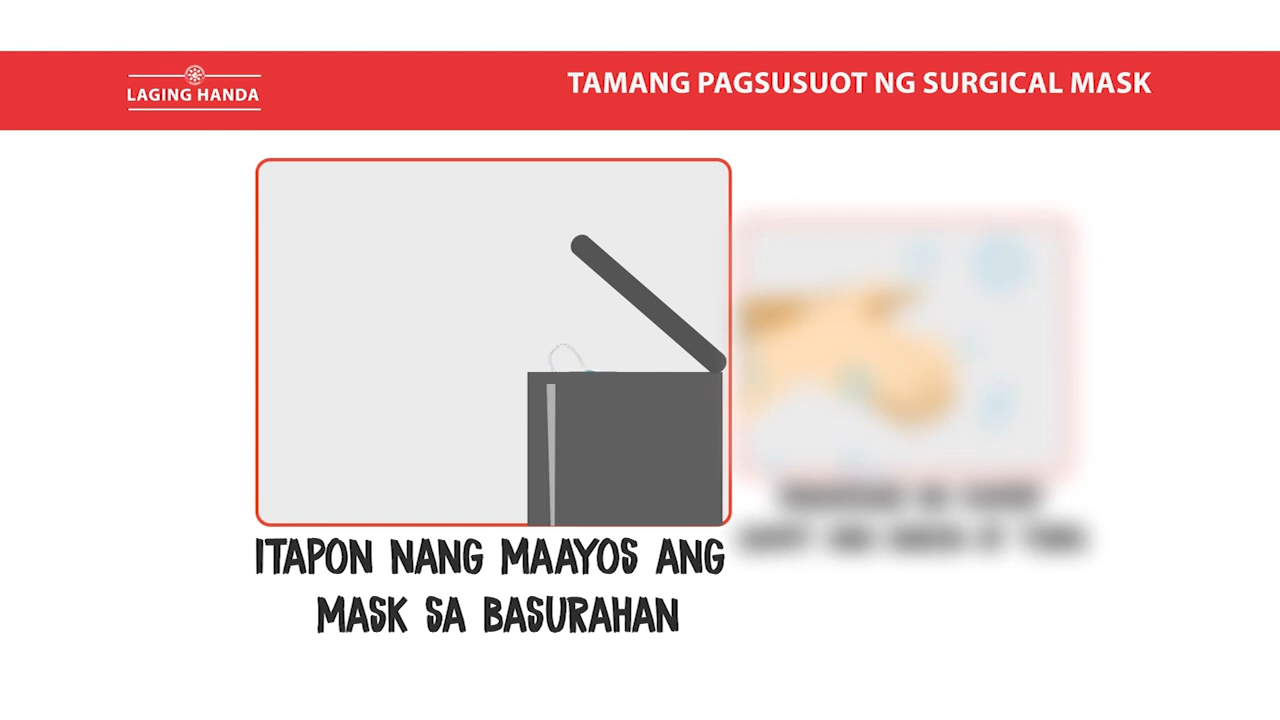 LAGING HANDA
TAMANG PAGSUSUOT NG SURGICAL MASK
ITAPON NANG MAAYOS ANG
MASK SA BASURAHAN